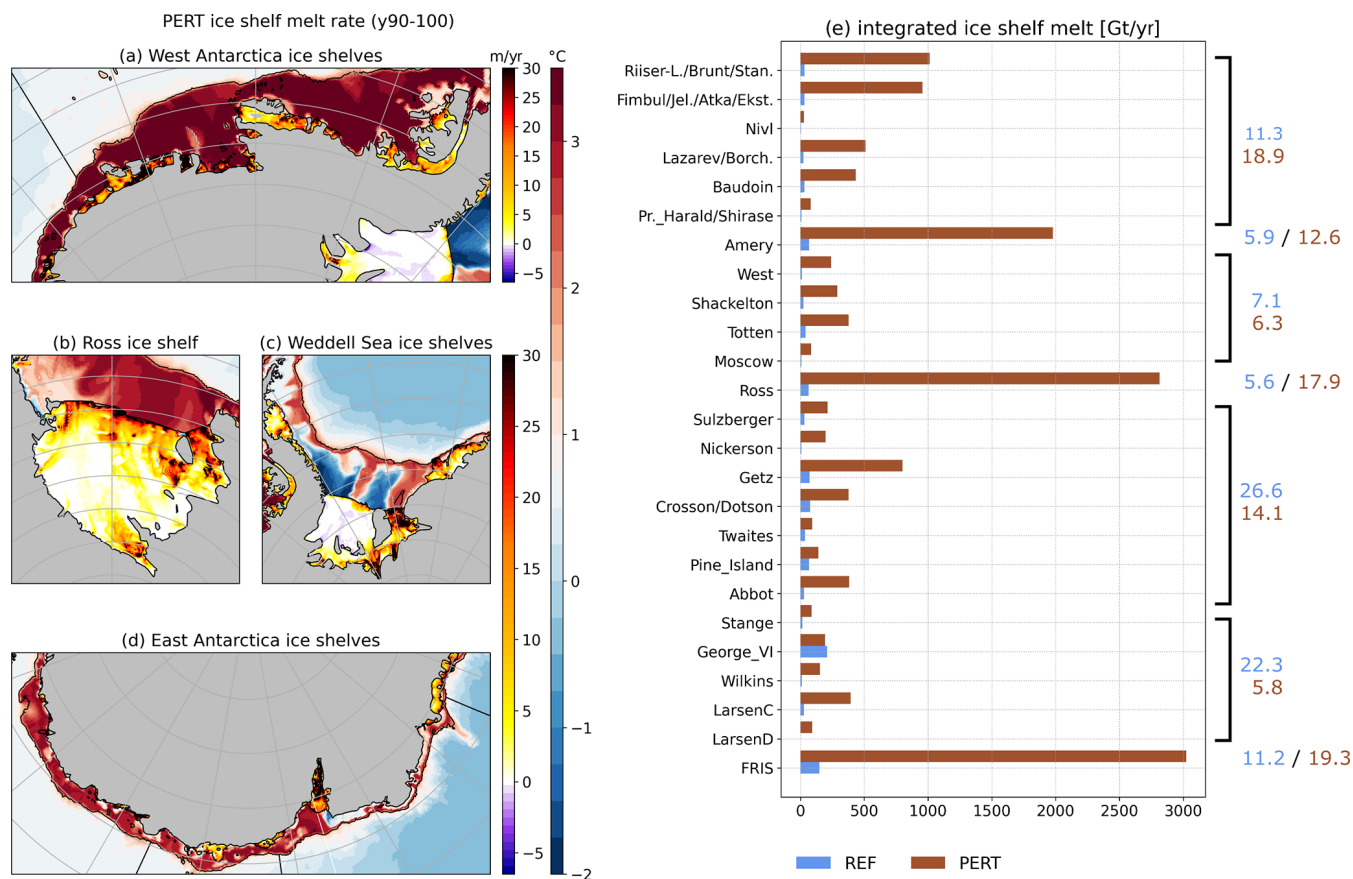 PERT ice shelf melt rate (y90-100)
(a) West Antarctica ice shelves
m/yr
°C
30
25
20
15
10
5
0
−5
3
2
1
0
−1
−2
(b) Ross ice shelf
(c) Weddell Sea ice shelves
30
25
20
15
10
5
0
−5
(d) East Antarctica ice shelves
(e) integrated ice shelf melt [Gt/yr]
Riiser-L./Brunt/Stan.
Fimbul/Jel./Atka/Ekst.
Nivl
Lazarev/Borch.
Baudoin
Pr._Harald/Shirase
Amery
West
Shackelton
Totten
Moscow
Ross
Sulzberger
Nickerson
Getz
Crosson/Dotson
Twaites
Pine_Island
Abbot
Stange
George_VI
Wilkins
LarsenC
LarsenD
FRIS
0 500 1000 1500 2000 2500 3000
11.3
18.9
5.9 / 12.6
7.1
6.3
5.6 / 17.9
26.6
14.1
22.3
5.8
11.2 / 19.3
REF PERT